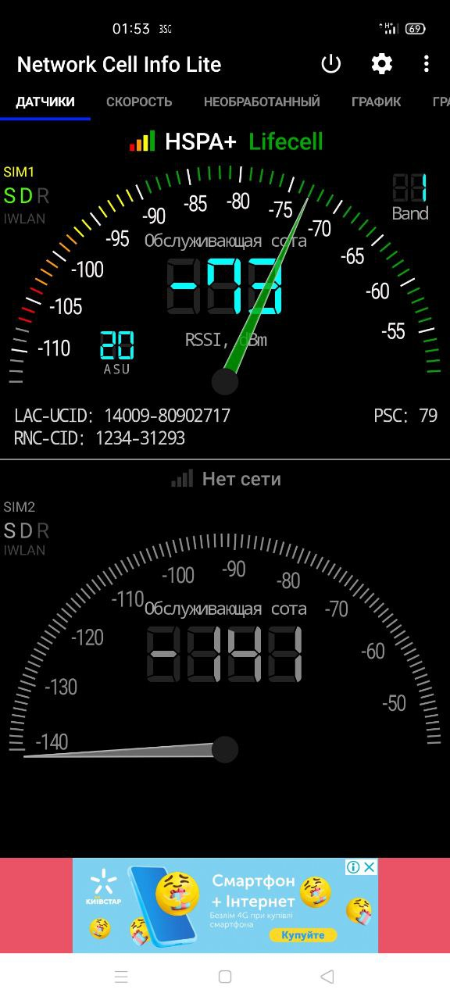 01:53
69
Network Cell Info Lite
ДАТЧИКИ СКОРОСТЬ НЕОБРАБОТАННЫЙ ГРАФИК ГРА
HSPA+ Lifecell
SIM1
SDR
IWLAN
1
Band
-110 -105 -100 -95 -90 -85 -80 -75 -70 -65 -60 -55
Обслуживающая сота
-73
RSSI, dBm
20
ASU
LAC-UCID: 14009-80902717 PSC: 79
RNC-CID: 1234-31293
Нет сети
SIM2
SDR
IWLAN
-140 -130 -120 -110 -100 -90 -80 -70 -60 -50
Обслуживающая сота
-141
КИЇВСТАР
Смартфон
+ Інтернет
Безлім 4G при купівлі
смартфона
Купуйте